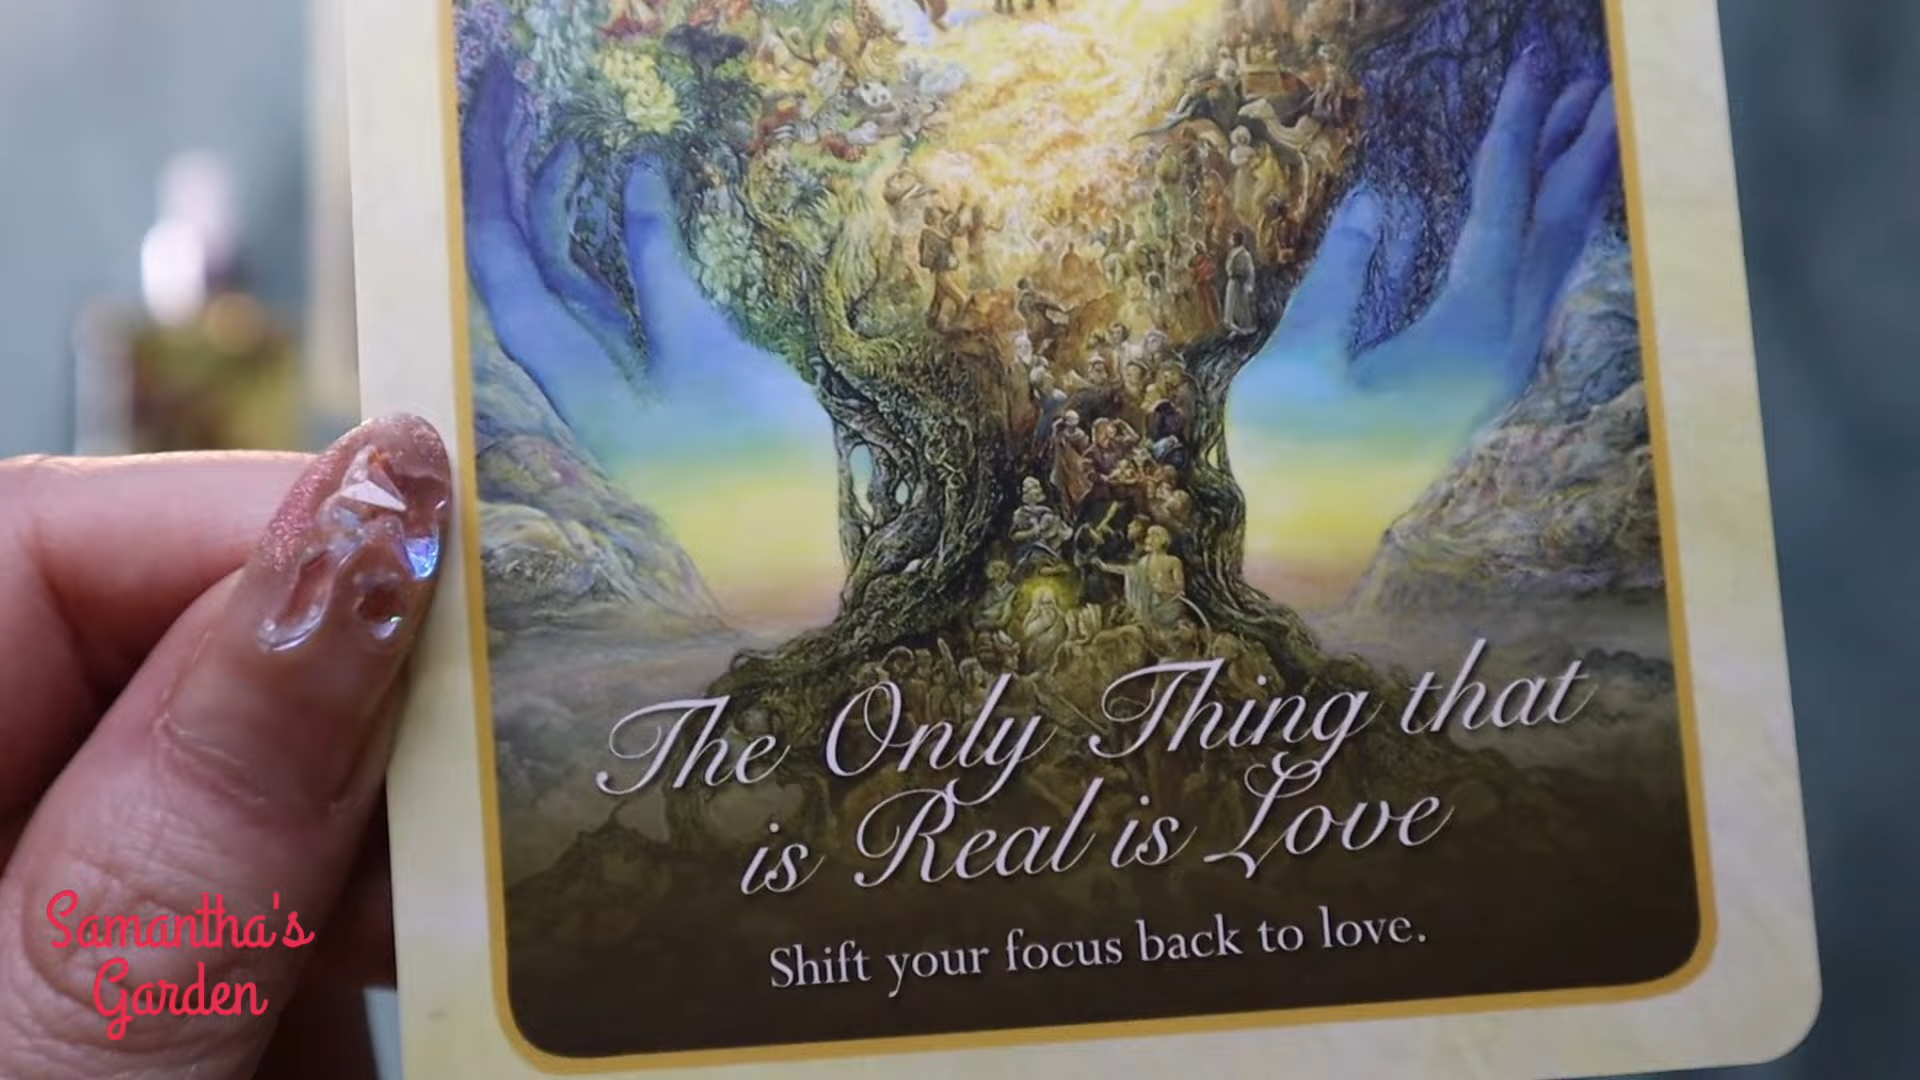 The Only Thing that
is Real is Love
Shift your focus back to love.
Samantha's
Garden